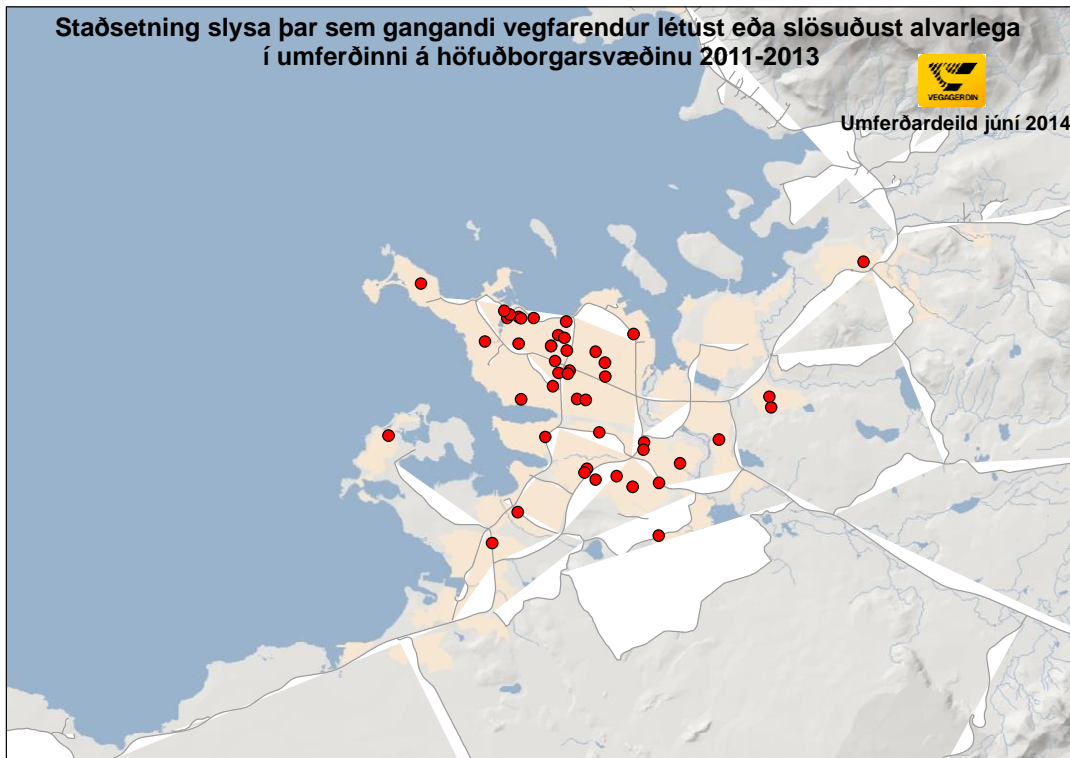 Staðsetning slysa þar sem gangandi vegfarendur létust eða slösuðust alvarlega
í umferðinni á höfuðborgarsvæðinu 2011-2013
VEGAGERÐIN
Umferðardeild júní 2014